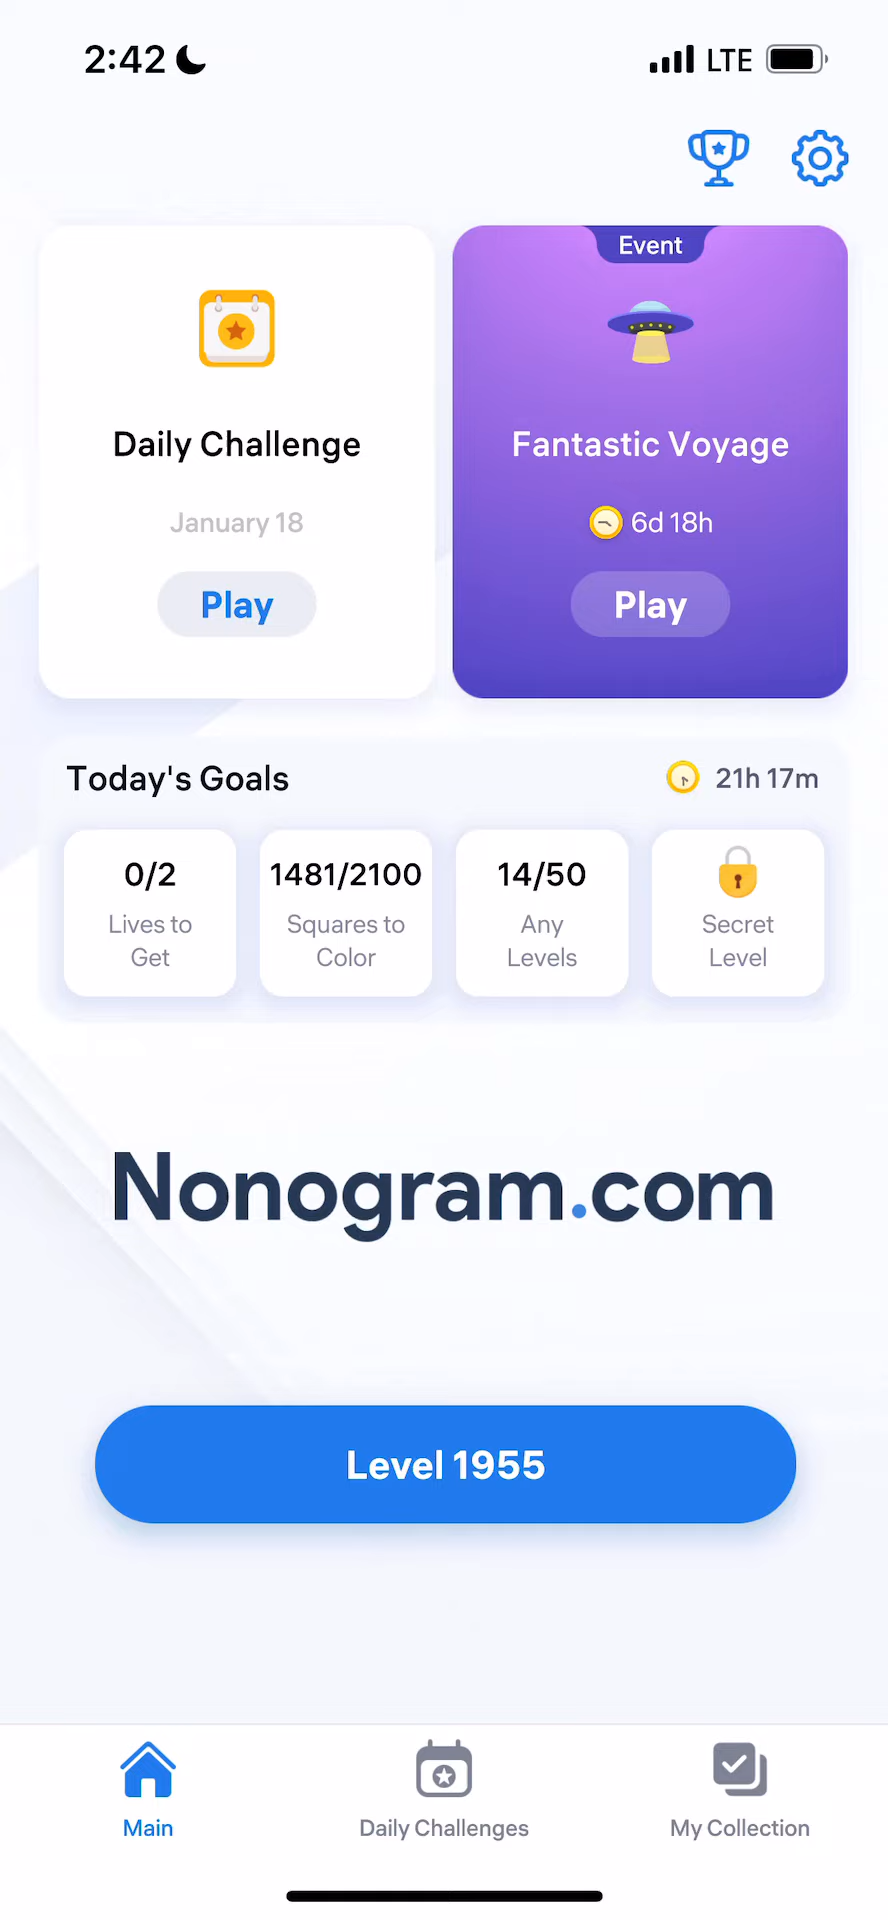 2:42
LTE
Event
Daily Challenge
January 18
Play
Fantastic Voyage
6d 18h
Play
Today's Goals
21h 17m
0/2
Lives to
Get
1481/2100
Squares to
Color
14/50
Any
Levels
Secret
Level
Nonogram.com
Level 1955
Main
Daily Challenges
My Collection